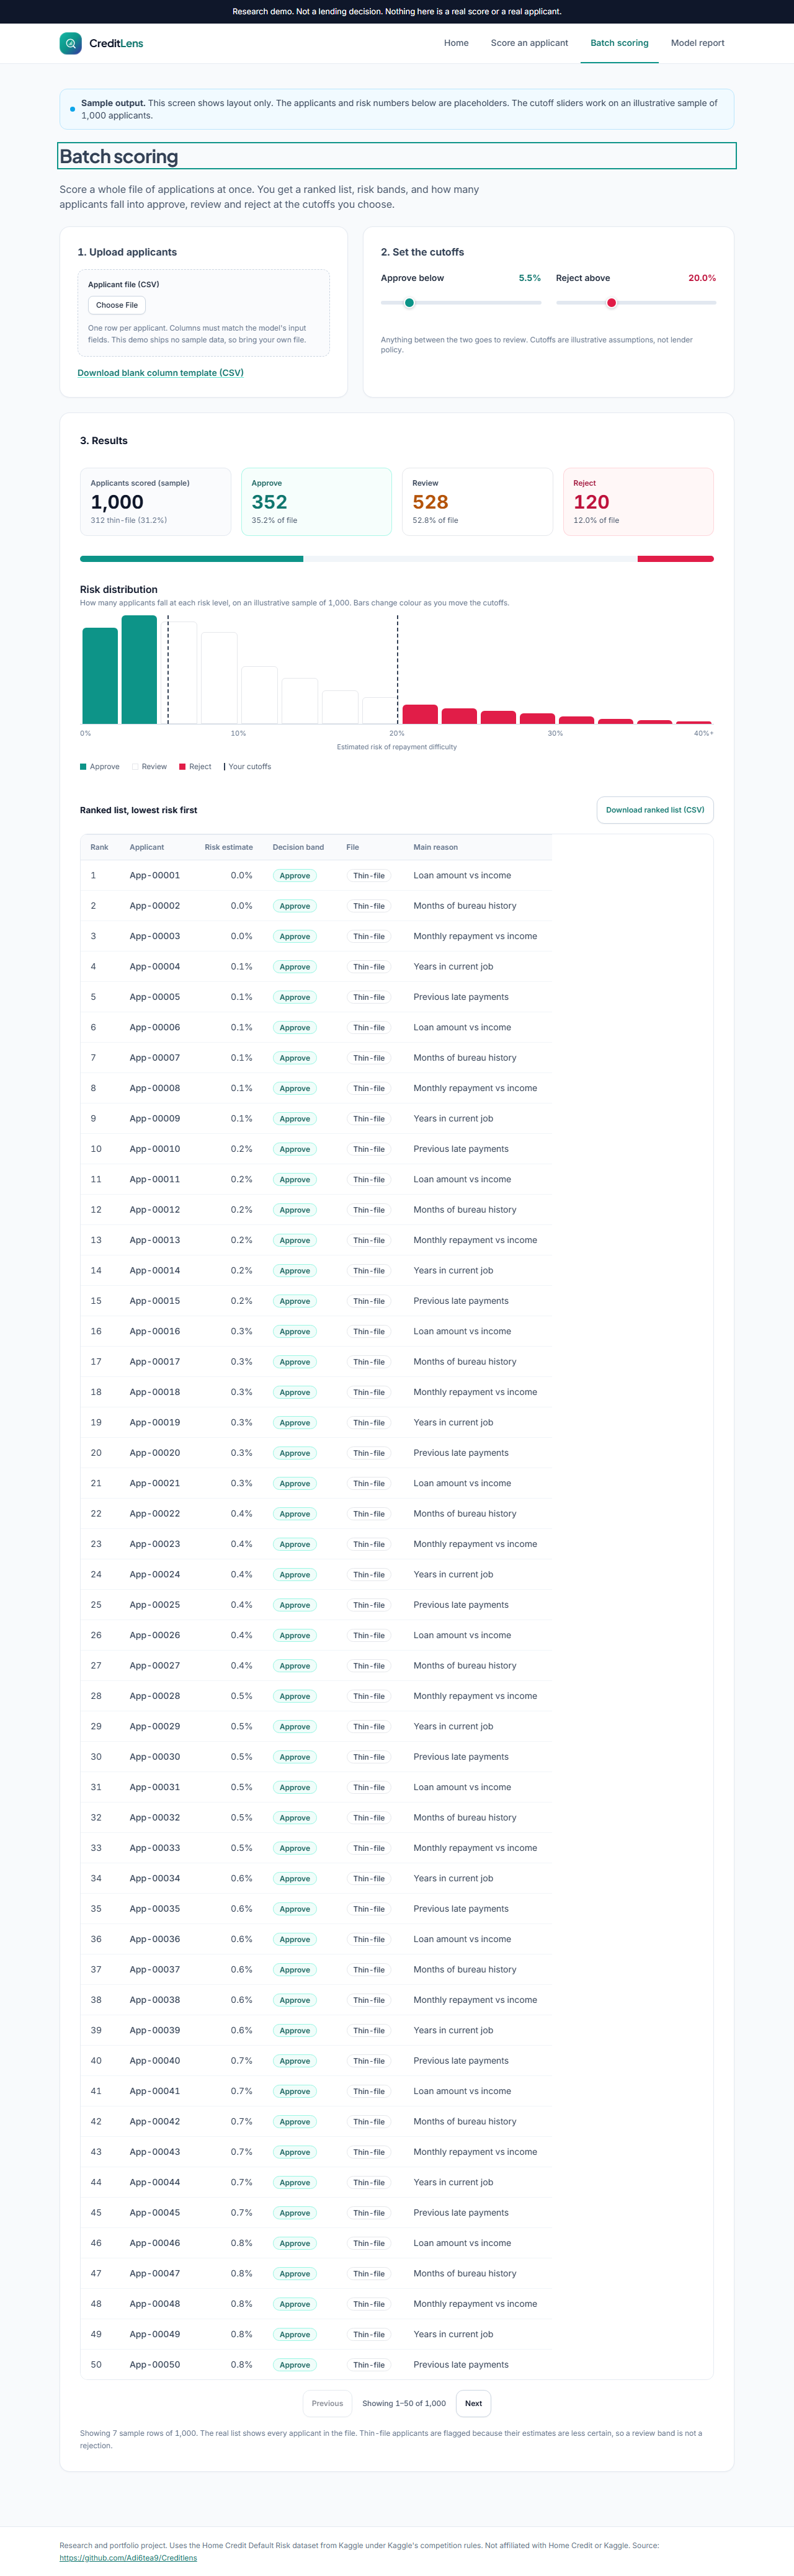 Research demo. Not a lending decision. Nothing here is a real score or a real applicant.
CreditLens
Home
Score an applicant
Batch scoring
Model report
Sample output. This screen shows layout only. The applicants and risk numbers below are placeholders. The cutoff sliders work on an illustrative sample of
1,000 applicants.
Batch scoring
Score a whole file of applications at once. You get a ranked list, risk bands, and how many
applicants fall into approve, review and reject at the cutoffs you choose.
1. Upload applicants
Applicant file (CSV)
Choose File
One row per applicant. Columns must match the model's input
fields. This demo ships no sample data, so bring your own file.
Download blank column template (CSV)
2. Set the cutoffs
Approve below 5.5%
Reject above 20.0%
Anything between the two goes to review. Cutoffs are illustrative assumptions, not lender
policy.
3. Results
Applicants scored (sample)
1,000
312 thin-file (31.2%)
Approve
352
35.2% of file
Review
528
52.8% of file
Reject
120
12.0% of file
Risk distribution
How many applicants fall at each risk level, on an illustrative sample of 1,000. Bars change colour as you move the cutoffs.
0% 10% 20% 30% 40%+
Estimated risk of repayment difficulty
Approve Review Reject Your cutoffs
Ranked list, lowest risk first
Download ranked list (CSV)
Rank Applicant Risk estimate Decision band File Main reason
1 App-00001 0.0% Approve Thin-file Loan amount vs income
2 App-00002 0.0% Approve Thin-file Months of bureau history
3 App-00003 0.0% Approve Thin-file Monthly repayment vs income
4 App-00004 0.1% Approve Thin-file Years in current job
5 App-00005 0.1% Approve Thin-file Previous late payments
6 App-00006 0.1% Approve Thin-file Loan amount vs income
7 App-00007 0.1% Approve Thin-file Months of bureau history
8 App-00008 0.1% Approve Thin-file Monthly repayment vs income
9 App-00009 0.1% Approve Thin-file Years in current job
10 App-00010 0.2% Approve Thin-file Previous late payments
11 App-00011 0.2% Approve Thin-file Loan amount vs income
12 App-00012 0.2% Approve Thin-file Months of bureau history
13 App-00013 0.2% Approve Thin-file Monthly repayment vs income
14 App-00014 0.2% Approve Thin-file Years in current job
15 App-00015 0.2% Approve Thin-file Previous late payments
16 App-00016 0.3% Approve Thin-file Loan amount vs income
17 App-00017 0.3% Approve Thin-file Months of bureau history
18 App-00018 0.3% Approve Thin-file Monthly repayment vs income
19 App-00019 0.3% Approve Thin-file Years in current job
20 App-00020 0.3% Approve Thin-file Previous late payments
21 App-00021 0.3% Approve Thin-file Loan amount vs income
22 App-00022 0.4% Approve Thin-file Months of bureau history
23 App-00023 0.4% Approve Thin-file Monthly repayment vs income
24 App-00024 0.4% Approve Thin-file Years in current job
25 App-00025 0.4% Approve Thin-file Previous late payments
26 App-00026 0.4% Approve Thin-file Loan amount vs income
27 App-00027 0.4% Approve Thin-file Months of bureau history
28 App-00028 0.5% Approve Thin-file Monthly repayment vs income
29 App-00029 0.5% Approve Thin-file Years in current job
30 App-00030 0.5% Approve Thin-file Previous late payments
31 App-00031 0.5% Approve Thin-file Loan amount vs income
32 App-00032 0.5% Approve Thin-file Months of bureau history
33 App-00033 0.5% Approve Thin-file Monthly repayment vs income
34 App-00034 0.6% Approve Thin-file Years in current job
35 App-00035 0.6% Approve Thin-file Previous late payments
36 App-00036 0.6% Approve Thin-file Loan amount vs income
37 App-00037 0.6% Approve Thin-file Months of bureau history
38 App-00038 0.6% Approve Thin-file Monthly repayment vs income
39 App-00039 0.6% Approve Thin-file Years in current job
40 App-00040 0.7% Approve Thin-file Previous late payments
41 App-00041 0.7% Approve Thin-file Loan amount vs income
42 App-00042 0.7% Approve Thin-file Months of bureau history
43 App-00043 0.7% Approve Thin-file Monthly repayment vs income
44 App-00044 0.7% Approve Thin-file Years in current job
45 App-00045 0.7% Approve Thin-file Previous late payments
46 App-00046 0.8% Approve Thin-file Loan amount vs income
47 App-00047 0.8% Approve Thin-file Months of bureau history
48 App-00048 0.8% Approve Thin-file Monthly repayment vs income
49 App-00049 0.8% Approve Thin-file Years in current job
50 App-00050 0.8% Approve Thin-file Previous late payments
Previous Showing 1–50 of 1,000 Next
Showing 7 sample rows of 1,000. The real list shows every applicant in the file. Thin-file applicants are flagged because their estimates are less certain, so a review band is not a
rejection.
Research and portfolio project. Uses the Home Credit Default Risk dataset from Kaggle under Kaggle's competition rules. Not affiliated with Home Credit or Kaggle. Source:
https://github.com/Adi6tea9/Creditlens